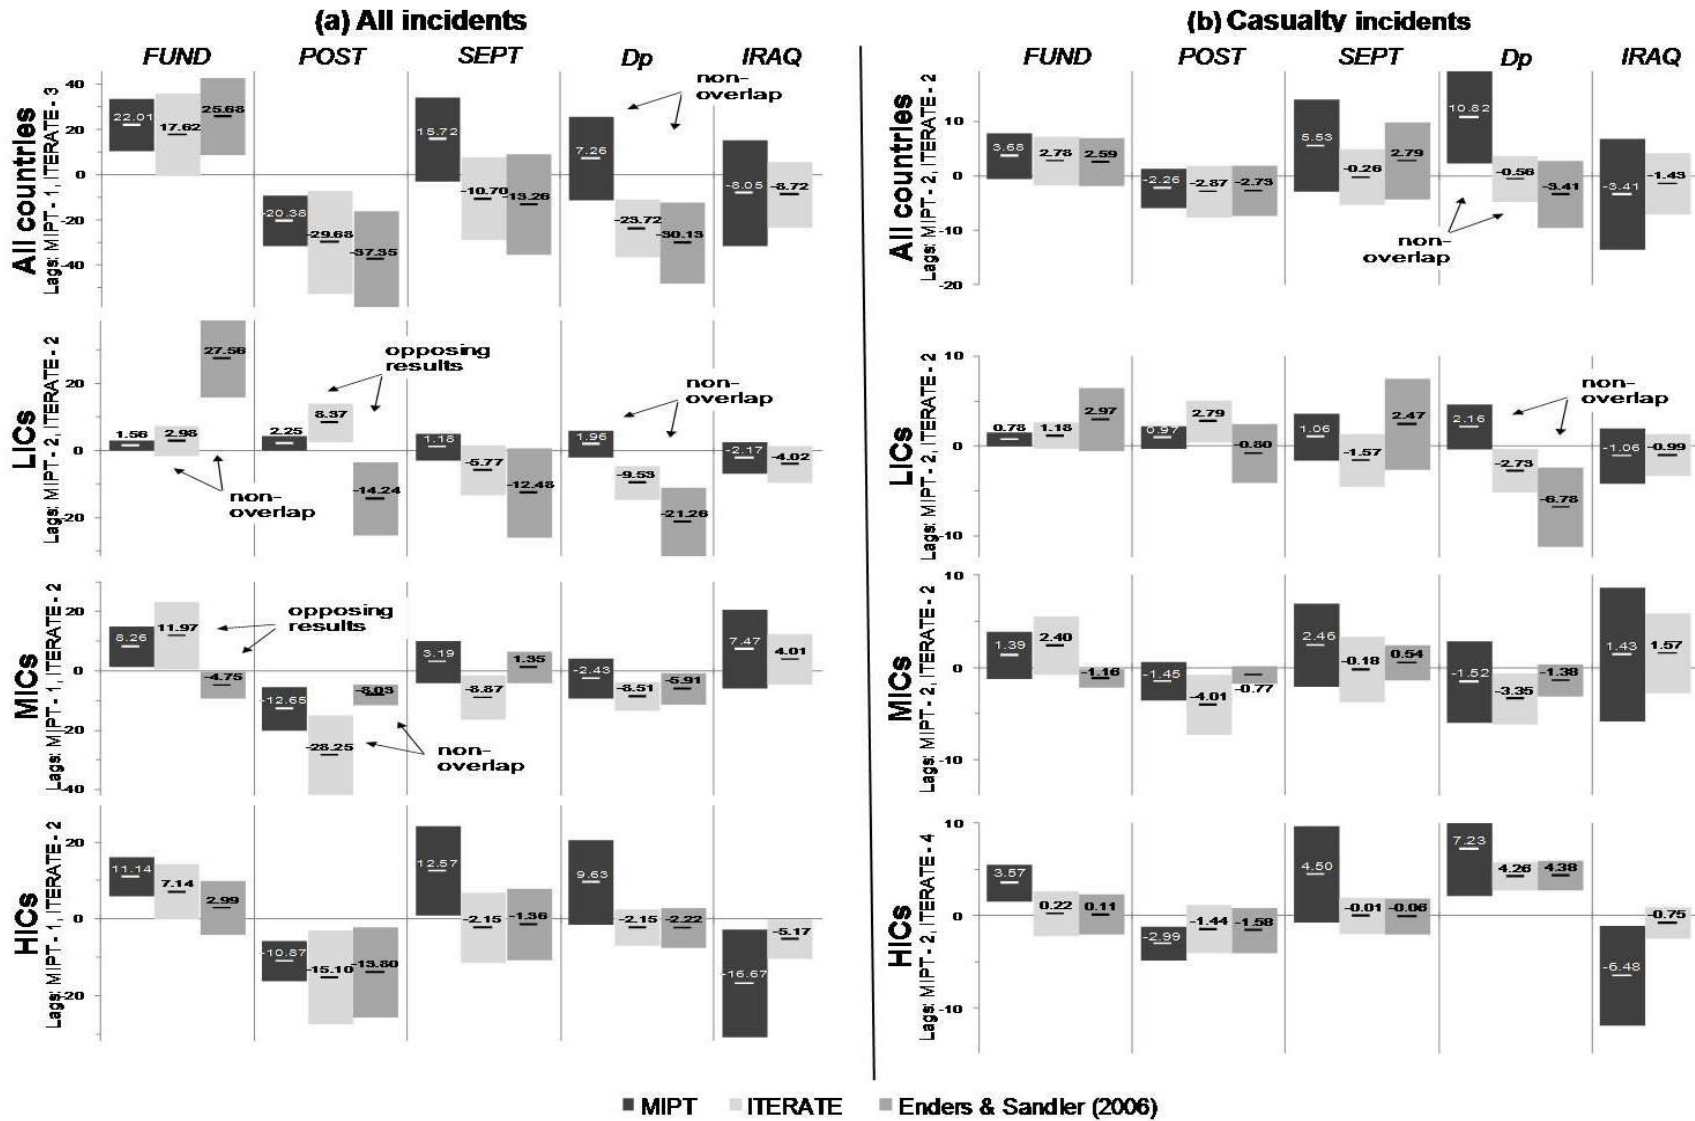 (a) All incidents
(b) Casualty incidents
FUND POST SEPT Dp IRAQ
FUND POST SEPT Dp IRAQ
All countries
Lags: MIPT - 1, ITERATE - 3
40
20
0
-20
-40
22.01 17.62 25.68
-20.38 -29.68 -37.35
15.72 -10.70 -13.26
7.26 -23.72 -30.13
-8.05 -8.72
non-
overlap
All countries
Lags: MIPT - 2, ITERATE - 2
10
0
-10
-20
3.68 2.78 2.59
-2.26 -2.87 -2.73
5.53 -0.26 2.79
10.82 -0.56 -3.41
-3.41 -1.43
non-
overlap
LICs
Lags: MIPT - 2, ITERATE - 2
20
0
-20
1.56 2.98 27.56
2.25 8.37 -14.24
1.18 -5.77 -12.48
1.96 -9.53 -21.26
-2.17 -4.02
non-
overlap
opposing
results
non-
overlap
LICs
Lags: MIPT - 2, ITERATE - 2
10
0
-10
0.78 1.18 2.97
0.97 2.79 -0.80
1.06 -1.57 2.47
2.16 -2.73 -6.78
-1.06 -0.99
non-
overlap
MICs
Lags: MIPT - 1, ITERATE - 2
20
0
-20
-40
8.26 11.97 -4.75
-12.65 -28.25 -8.03
3.19 -8.87 1.35
-2.43 -8.51 -5.91
7.47 4.01
opposing
results
non-
overlap
MICs
Lags: MIPT - 2, ITERATE - 2
10
0
-10
1.39 2.40 -1.16
-1.45 -4.01 -0.77
2.46 -0.18 0.54
-1.52 -3.35 -1.38
1.43 1.57
HICs
Lags: MIPT - 1, ITERATE - 2
20
0
-20
11.14 7.14 2.99
-10.87 -15.10 -13.80
12.57 -2.15 -1.36
9.63 -2.15 -2.22
-16.67 -5.17
HICs
Lags: MIPT - 2, ITERATE - 4
10
0
-10
3.57 0.22 0.11
-2.99 -1.44 -1.58
4.50 -0.01 -0.06
7.23 4.26 4.38
-6.48 -0.75
MIPT ITERATE Enders & Sandler (2006)